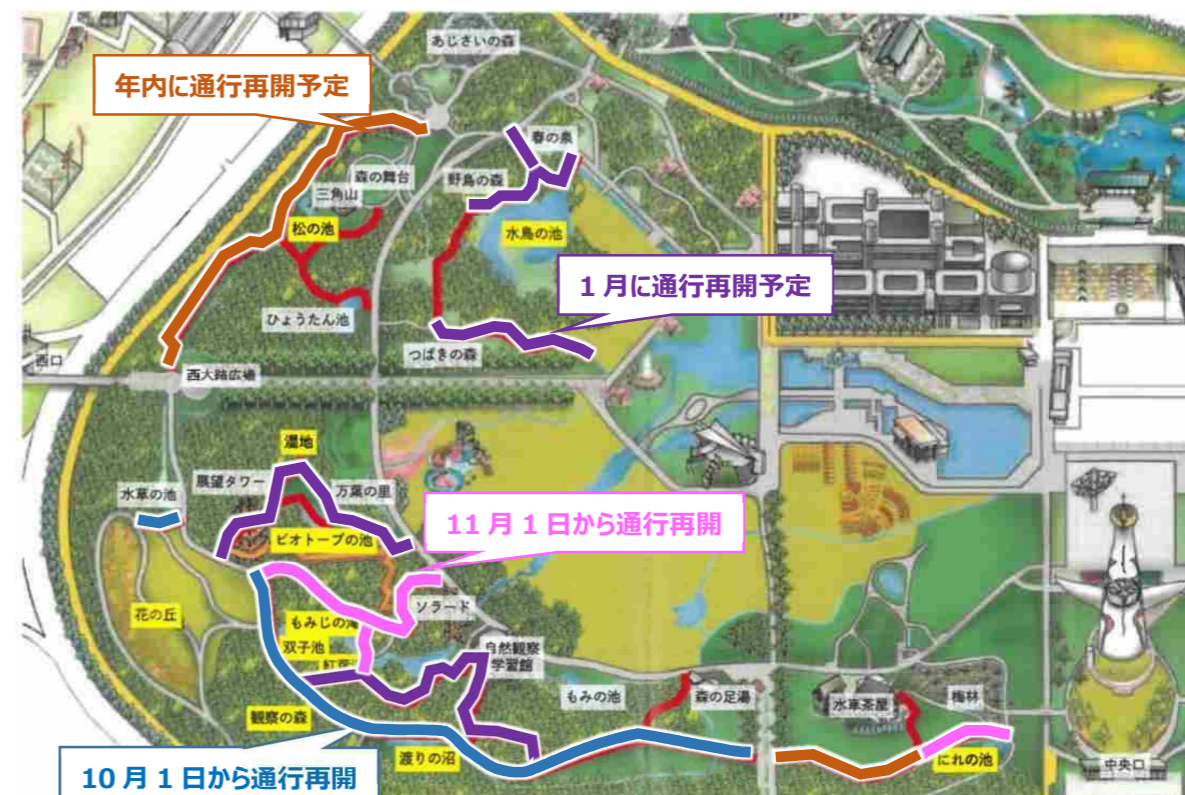 あじさいの森
年内に通行再開予定
春の泉
森の舞台
野鳥の森
三角山
松の池
水鳥の池
1月に通行再開予定
ひょうたん池
つばきの森
西口
西大路広場
湿地
展望タワー
万葉の里
水草の池
11月1日から通行再開
ビオトープの池
花の丘
ソラード
もみじの滝
双子池
自然観察
学習館
もみの池
森の足湯
水車茶屋
梅林
観察の森
渡りの沼
にれの池
中央口
10月1日から通行再開